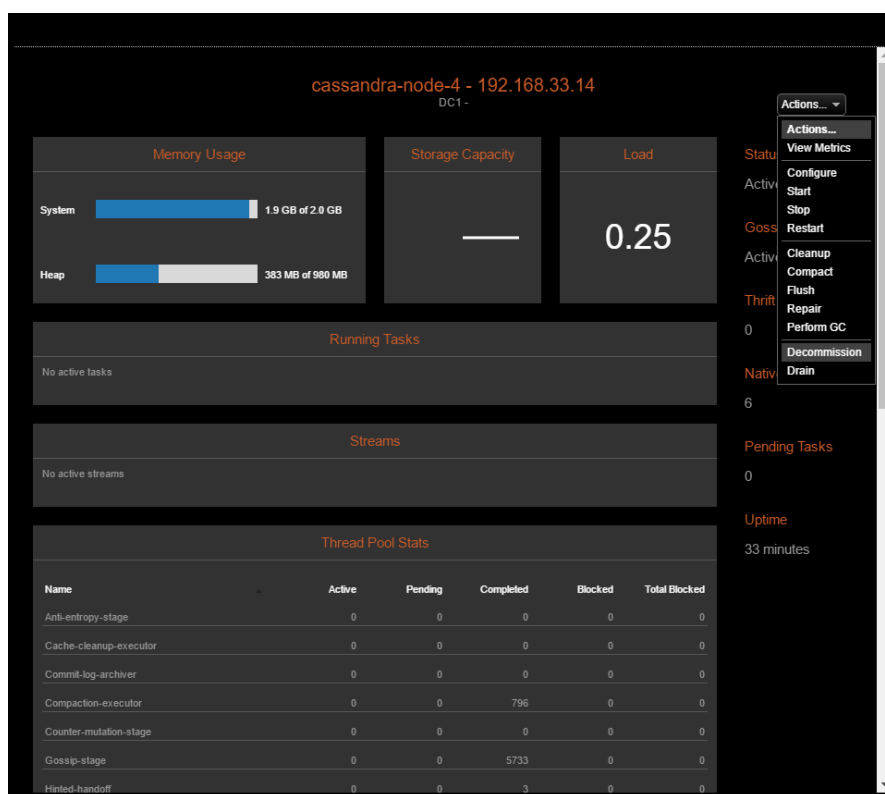 cassandra-node-4 - 192.168.33.14
DC1 -
Actions...
Actions...
View Metrics
Configure
Start
Stop
Restart
Cleanup
Compact
Flush
Repair
Perform GC
Decommission
Drain
Memory Usage
System 1.9 GB of 2.0 GB
Heap 383 MB of 980 MB
Storage Capacity
Load
0.25
Statu
Activ
Goss
Activ
Thrift
0
Nativ
6
Pending Tasks
0
Uptime
33 minutes
Running Tasks
No active tasks
Streams
No active streams
Thread Pool Stats
Name Active Pending Completed Blocked Total Blocked
Anti-entropy-stage 0 0 0 0 0
Cache-cleanup-executor 0 0 0 0 0
Commit-log-archiver 0 0 0 0 0
Compaction-executor 0 0 796 0 0
Counter-mutation-stage 0 0 0 0 0
Gossip-stage 0 0 5733 0 0
Hinted-handoff 0 0 3 0 0